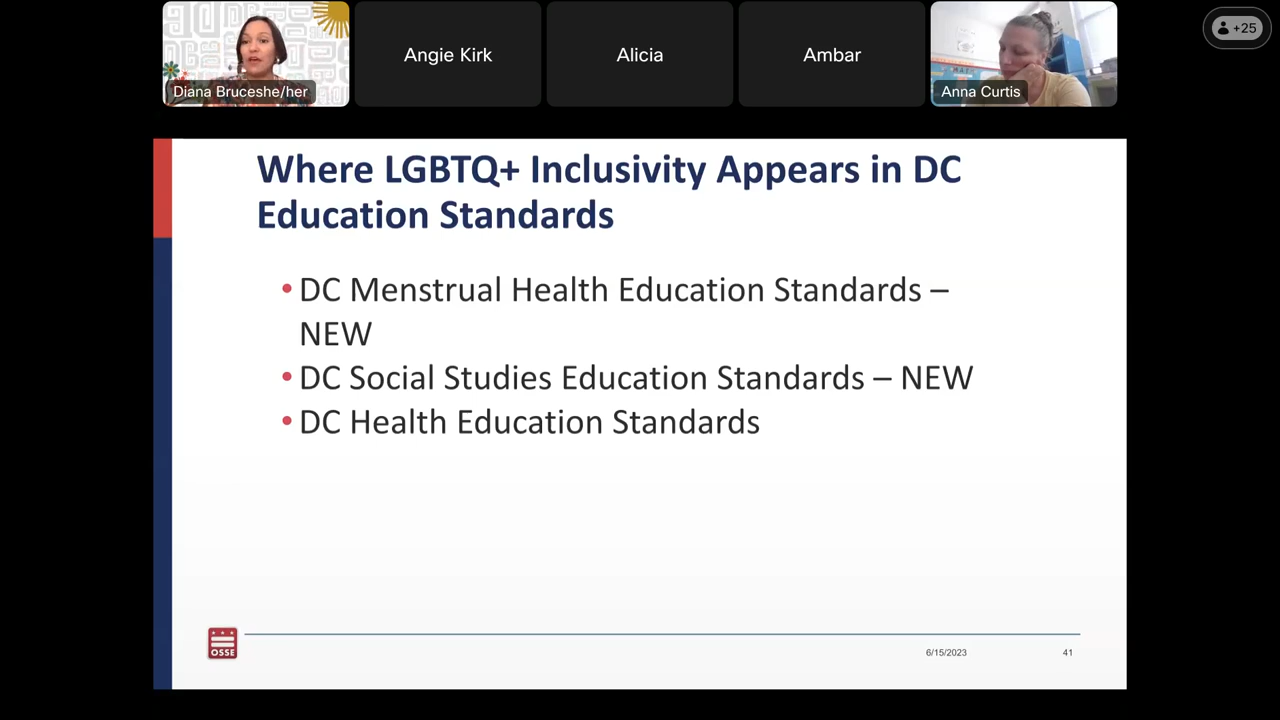 Diana Bruceshe/her
Angie Kirk
Alicia
Ambar
Anna Curtis
+25
Where LGBTQ+ Inclusivity Appears in DC
Education Standards
•DC Menstrual Health Education Standards –
NEW
•DC Social Studies Education Standards – NEW
•DC Health Education Standards
OSSE
6/15/2023
41